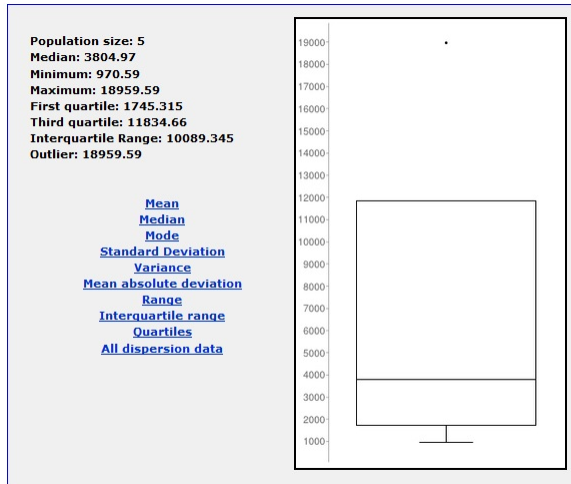 Population size: 5
Median: 3804.97
Minimum: 970.59
Maximum: 18959.59
First quartile: 1745.315
Third quartile: 11834.66
Interquartile Range: 10089.345
Outlier: 18959.59
Mean
Median
Mode
Standard Deviation
Variance
Mean absolute deviation
Range
Interquartile range
Quartiles
All dispersion data
19000
18000
17000
16000
15000
14000
13000
12000
11000
10000
9000
8000
7000
6000
5000
4000
3000
2000
1000